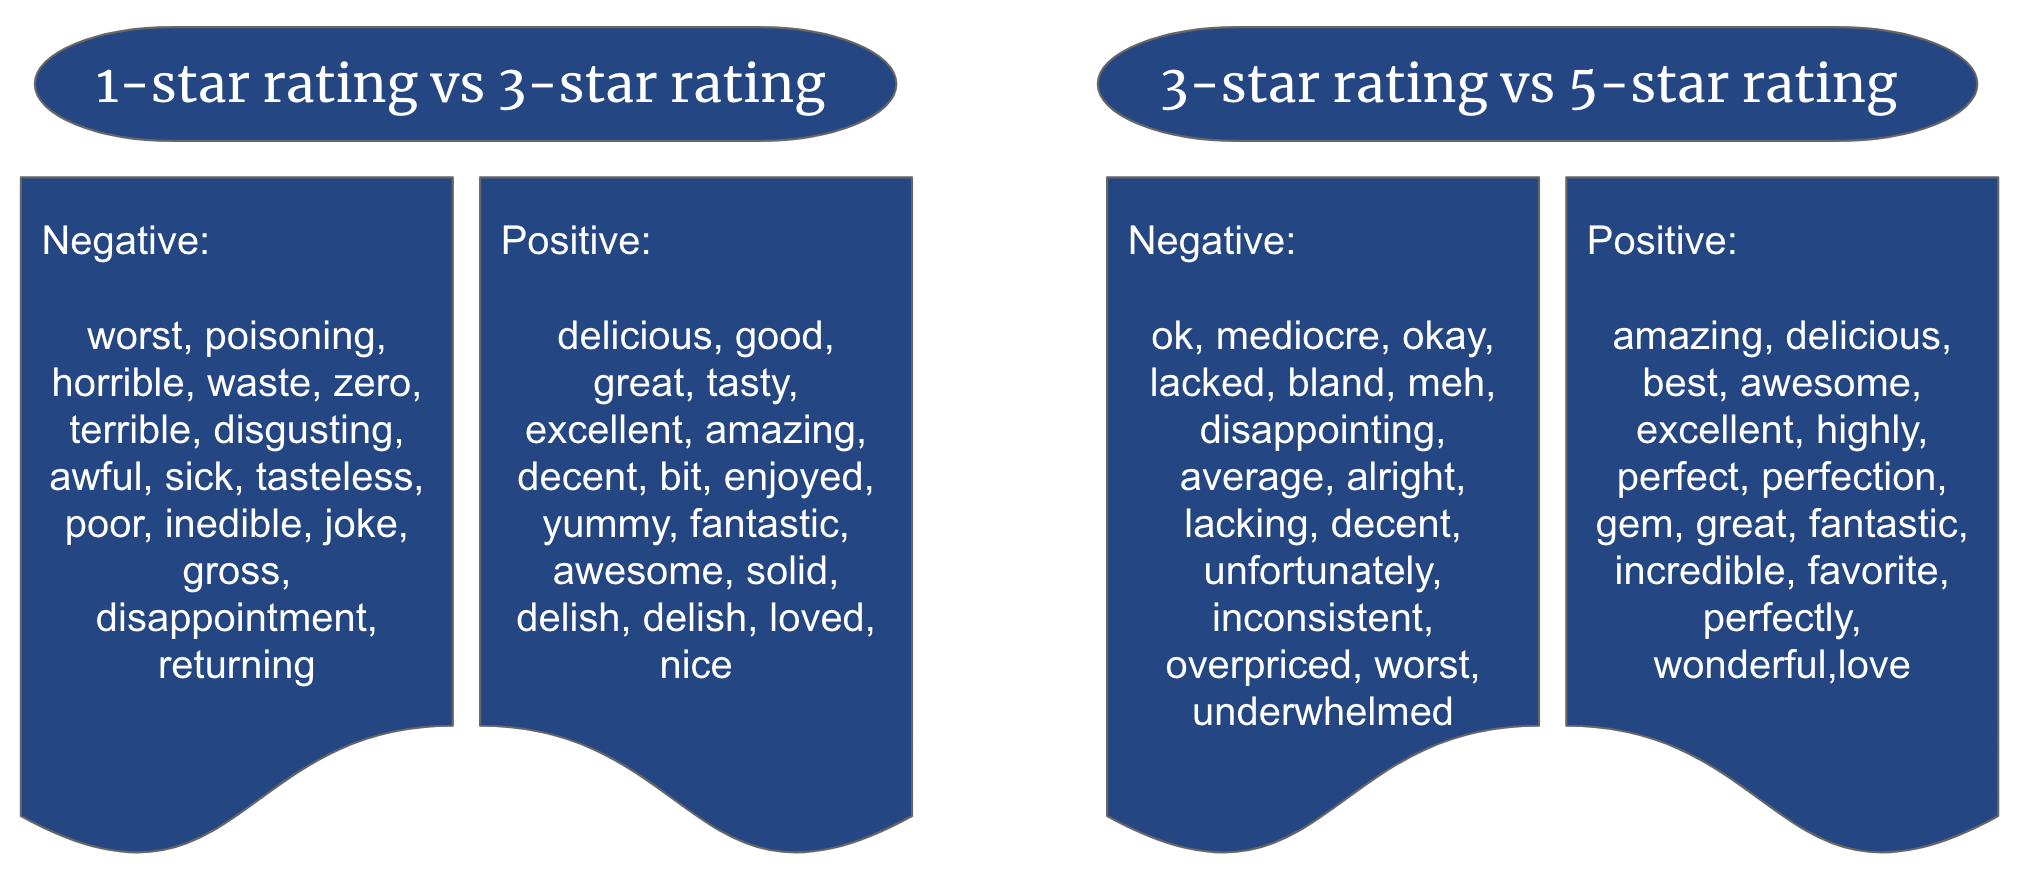 1-star rating vs 3-star rating
Negative:
worst, poisoning,
horrible, waste, zero,
terrible, disgusting,
awful, sick, tasteless,
poor, inedible, joke,
gross,
disappointment,
returning
Positive:
delicious, good,
great, tasty,
excellent, amazing,
decent, bit, enjoyed,
yummy, fantastic,
awesome, solid,
delish, delish, loved,
nice
3-star rating vs 5-star rating
Negative:
ok, mediocre, okay,
lacked, bland, meh,
disappointing,
average, alright,
lacking, decent,
unfortunately,
inconsistent,
overpriced, worst,
underwhelmed
Positive:
amazing, delicious,
best, awesome,
excellent, highly,
perfect, perfection,
gem, great, fantastic,
incredible, favorite,
perfectly,
wonderful,love